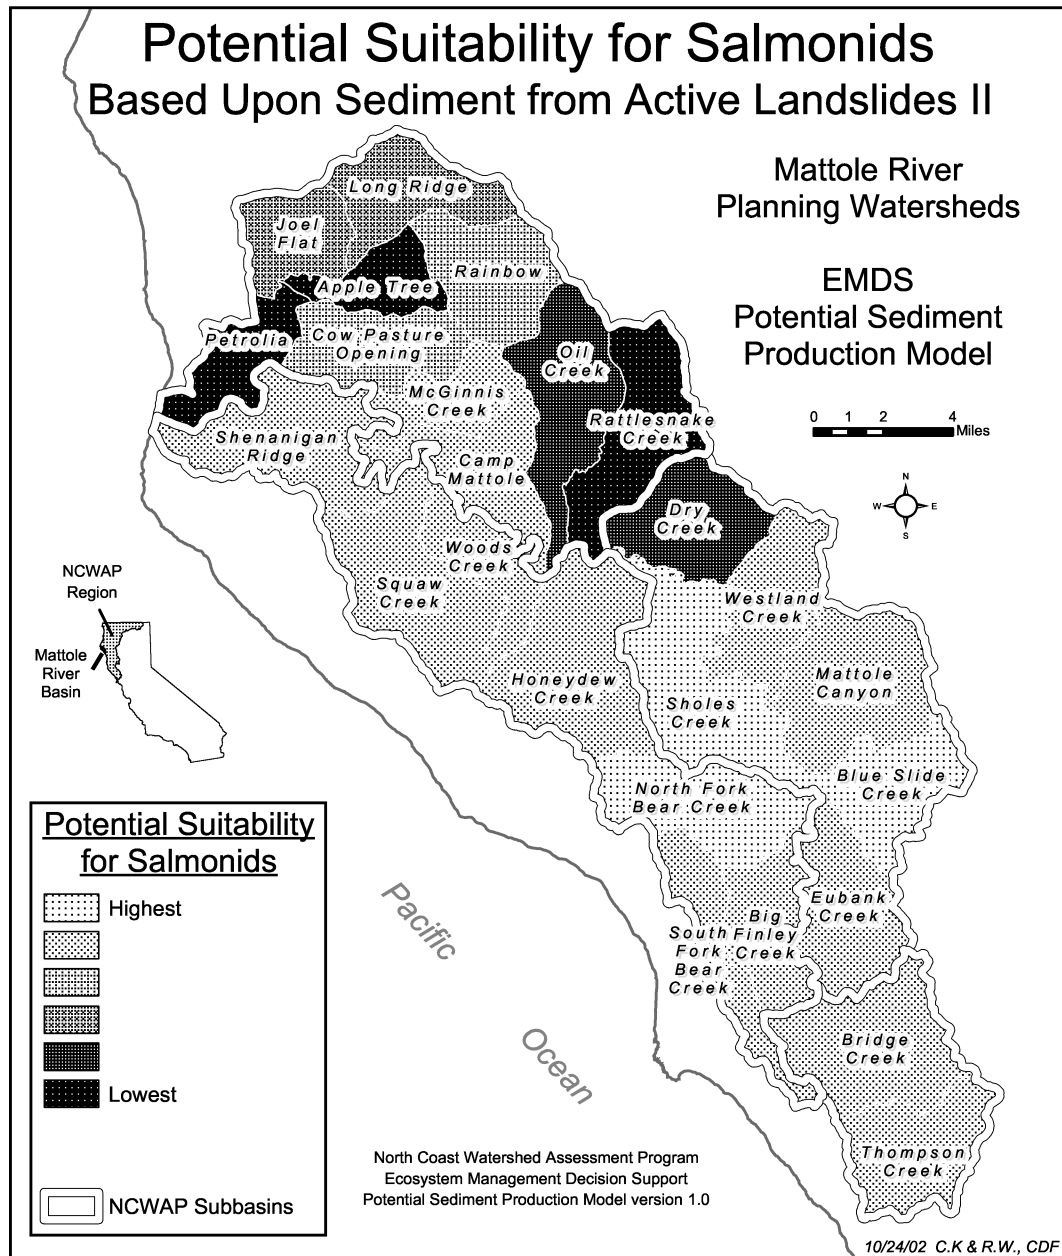 Potential Suitability for Salmonids
Based Upon Sediment from Active Landslides II
Mattole River
Planning Watersheds
EMDS
Potential Sediment
Production Model
0 1 2 4
Miles
N
W E
S
Long Ridge
Joel
Flat
Rainbow
Apple Tree
Petrolia
Cow Pasture
Opening
Oil
Creek
McGinnis
Creek
Rattlesnake
Creek
Shenanigan
Ridge
Camp
Mattole
Dry
Creek
Woods
Creek
Squaw
Creek
Westland
Creek
Honeydew
Creek
Mattole
Canyon
Sholes
Creek
North Fork
Bear Creek
Blue Slide
Creek
Eubank
Creek
Big
Finley
Creek
South
Fork
Bear
Creek
Bridge
Creek
Thompson
Creek
NCWAP
Region
Mattole
River
Basin
Pacific
Ocean
Potential Suitability
for Salmonids
Highest
Lowest
NCWAP Subbasins
North Coast Watershed Assessment Program
Ecosystem Management Decision Support
Potential Sediment Production Model version 1.0
10/24/02 C.K & R.W., CDF